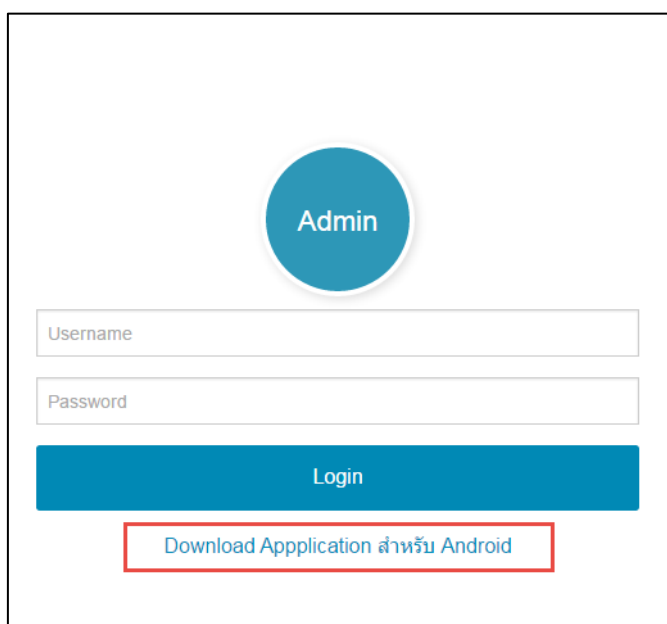 Admin
Username
Password
Login
Download Appplication สำหรับ Android